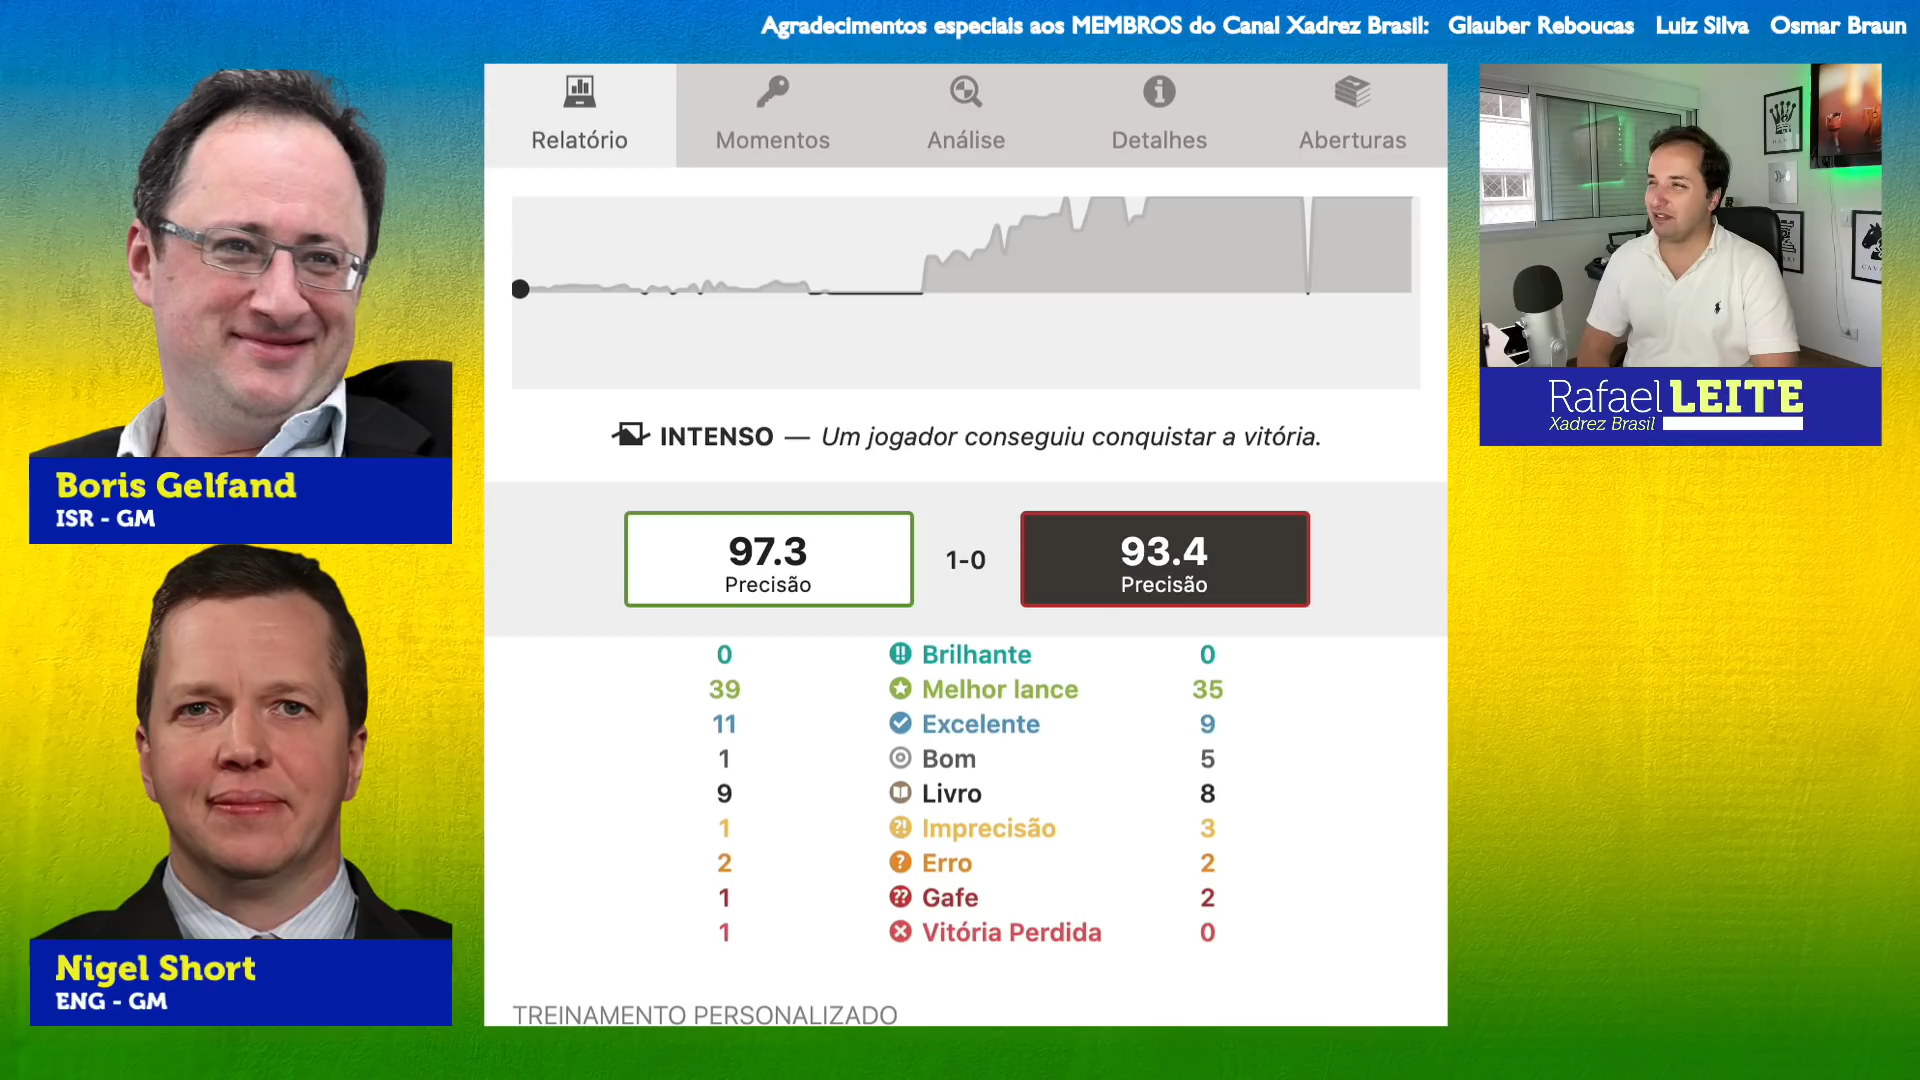 Agradecimentos especiais aos MEMBROS do Canal Xadrez Brasil: Glauber Reboucas Luiz Silva Osmar Braun
Relatório Momentos Análise Detalhes Aberturas
INTENSO — Um jogador conseguiu conquistar a vitória.
97.3 1-0 93.4
Precisão Precisão
0 Brilhante 0
39 Melhor lance 35
11 Excelente 9
1 Bom 5
9 Livro 8
1 Imprecisão 3
2 Erro 2
1 Gafe 2
1 Vitória Perdida 0
TREINAMENTO PERSONALIZADO
Boris Gelfand
ISR - GM
Nigel Short
ENG - GM
Rafael LEITE
Xadrez Brasil